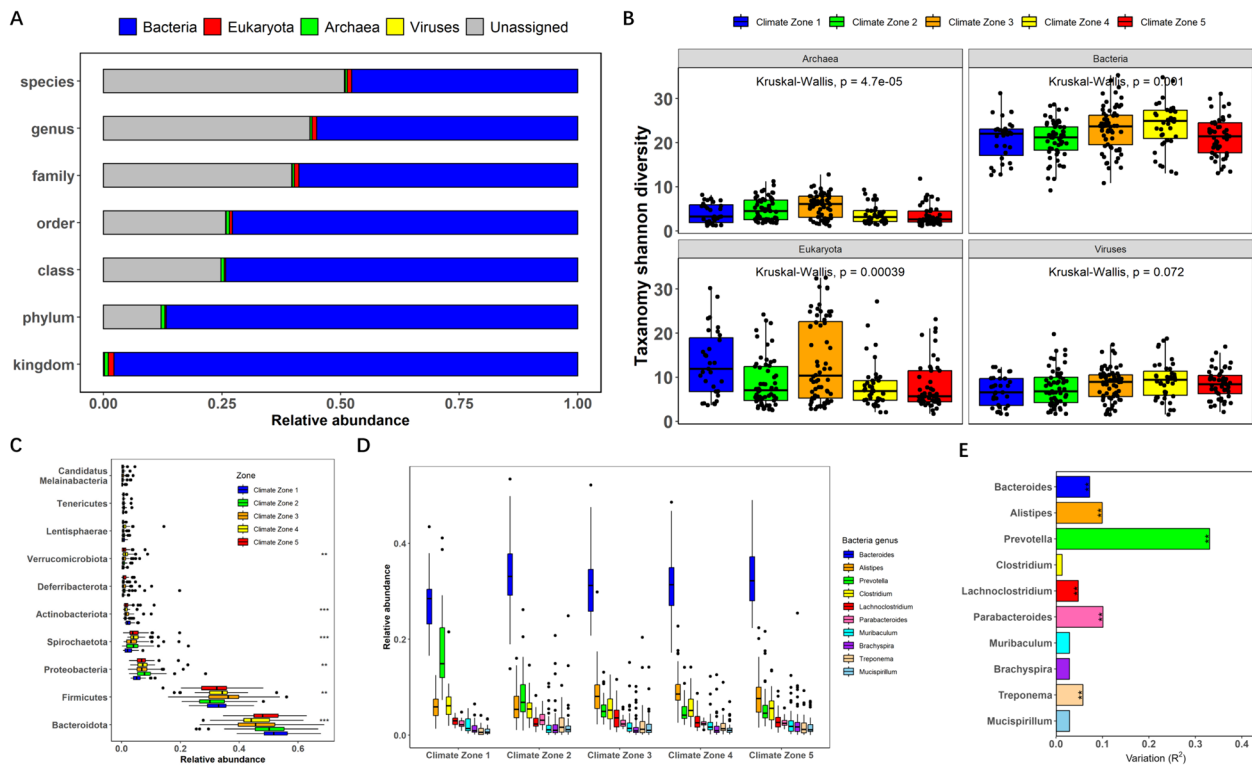 A
Bacteria Eukaryota Archaea Viruses Unassigned
species
genus
family
order
class
phylum
kingdom
0.00 0.25 0.50 0.75 1.00
Relative abundance
B
Climate Zone 1 Climate Zone 2 Climate Zone 3 Climate Zone 4 Climate Zone 5
Taxanomy shannon diversity
Archaea
Kruskal-Wallis, p = 4.7e-05
30
20
10
0
Bacteria
Kruskal-Wallis, p = 0.001
Eukaryota
Kruskal-Wallis, p = 0.00039
30
20
10
0
Viruses
Kruskal-Wallis, p = 0.072
C
Candidatus
Melainabacteria
Tenericutes
Lentisphaerae
Verrucomicrobiota
Deferribacterota
Actinobacteriota
Spirochaetota
Proteobacteria
Firmicutes
Bacteroidota
Zone
Climate Zone 1
Climate Zone 2
Climate Zone 3
Climate Zone 4
Climate Zone 5
**
***
***
**
**
***
0.0 0.2 0.4 0.6
Relative abundance
D
Relative abundance
0.4
0.2
0.0
Climate Zone 1 Climate Zone 2 Climate Zone 3 Climate Zone 4 Climate Zone 5
Bacteria genus
Bacteroides
Alistipes
Prevotella
Clostridium
Lachnoclostridium
Parabacteroides
Muribaculum
Brachyspira
Treponema
Mucispirillum
E
Bacteroides
Alistipes **
Prevotella **
Clostridium
Lachnoclostridium **
Parabacteroides **
Muribaculum
Brachyspira
Treponema **
Mucispirillum
0.0 0.1 0.2 0.3 0.4
Variation (R²)